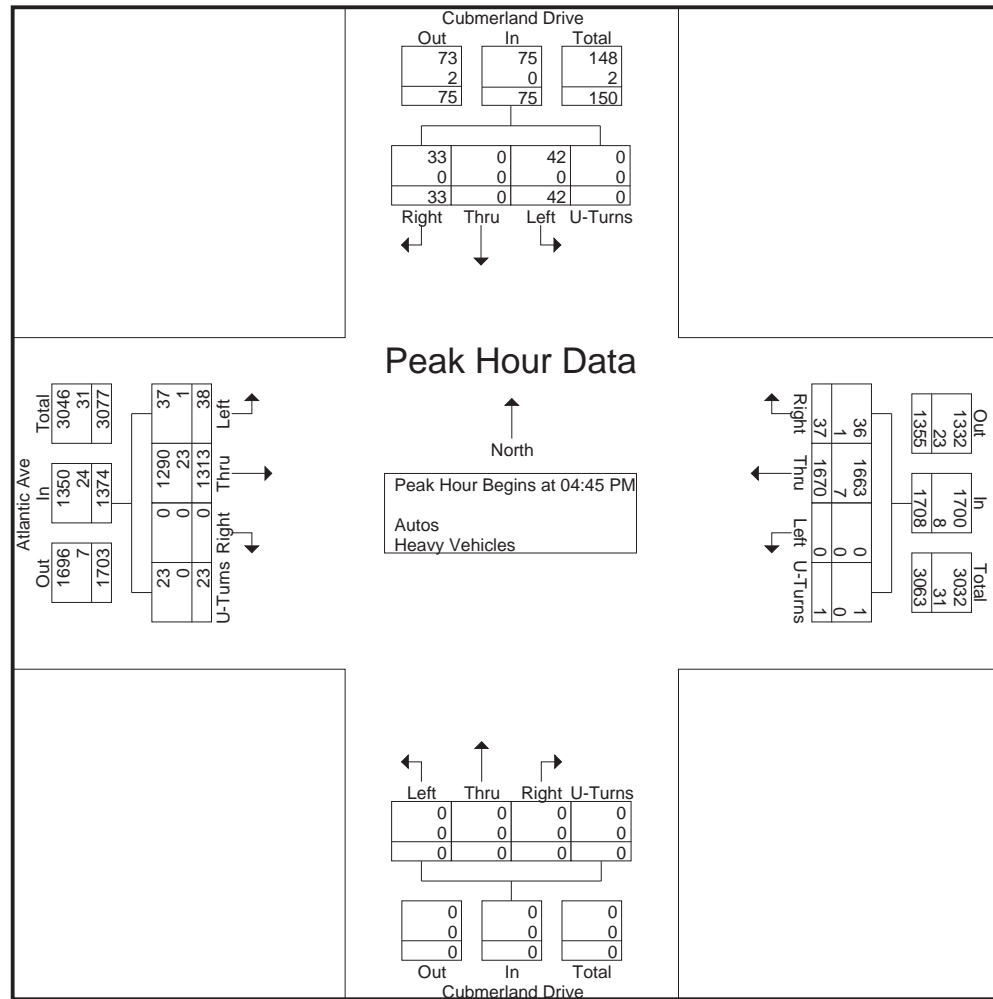 Cubmerland Drive
Out In Total
73 75 148
2 0 2
75 75 150
33 0 42 0
0 0 0 0
33 0 42 0
Right Thru Left U-Turns
Peak Hour Data
North
Peak Hour Begins at 04:45 PM
Autos
Heavy Vehicles
Atlantic Ave
Total In Out
3046 1350 1696
31 24 7
3077 1374 1703
37 1290 0 23
1 23 0 0
38 1313 0 23
Left Thru Right U-Turns
Out In Total
1332 1700 3032
23 8 31
1355 1708 3063
36 1663 0 1
1 7 0 0
37 1670 0 1
Right Thru Left U-Turns
Left Thru Right U-Turns
0 0 0 0
0 0 0 0
0 0 0 0
0 0 0
0 0 0
0 0 0
Out In Total
Cubmerland Drive